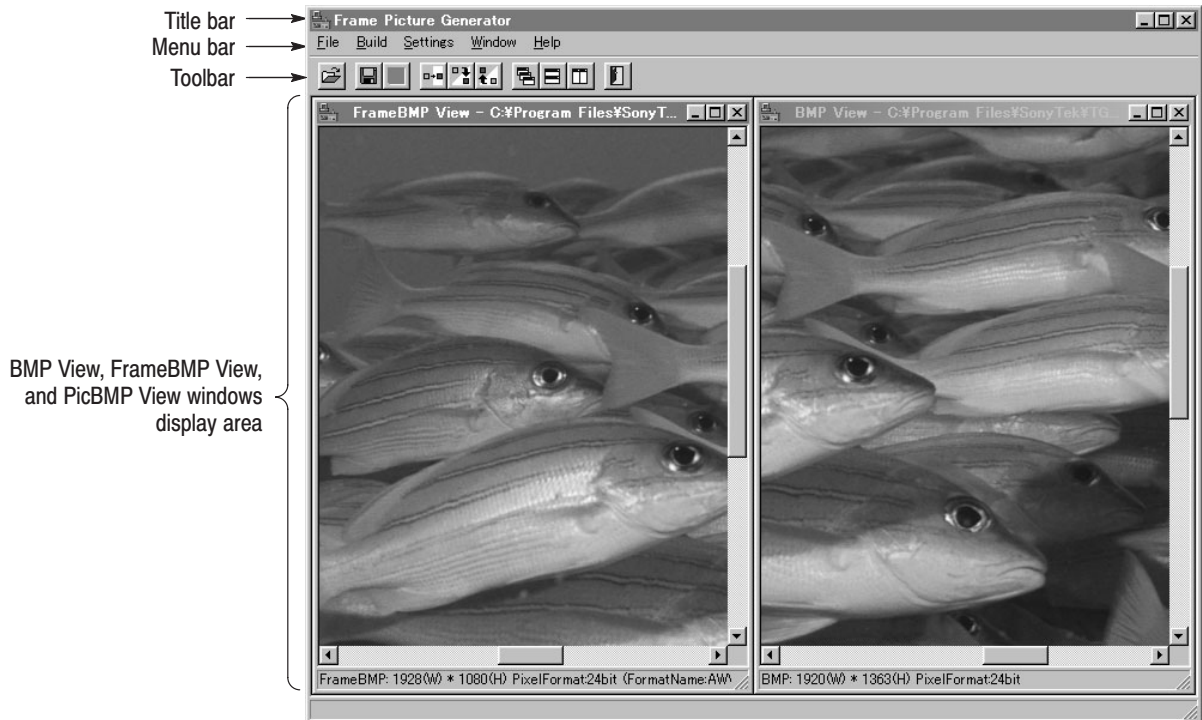 Title bar
Menu bar
Toolbar
BMP View, FrameBMP View,
and PicBMP View windows
display area
Frame Picture Generator
File Build Settings Window Help
FrameBMP View - C:¥Program Files¥SonyT...
BMP View - C:¥Program Files¥SonyTek¥TG...
FrameBMP: 1928(W) * 1080(H) PixelFormat:24bit (FormatName:AW
BMP: 1920(W) * 1363(H) PixelFormat:24bit